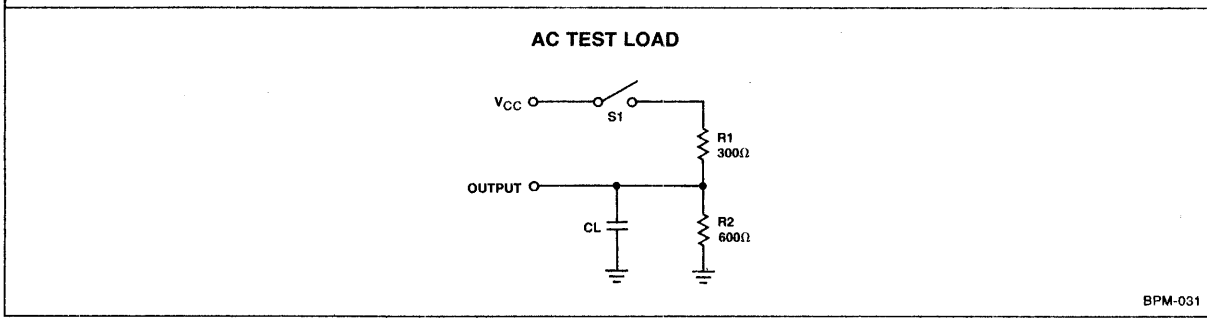 AC TEST LOAD
VCC
S1
R1
300Ω
OUTPUT
CL
R2
600Ω
BPM-031